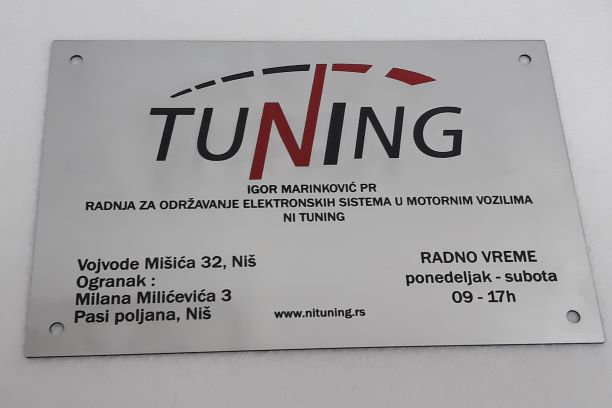 TUNING
IGOR MARINKOVIĆ PR
RADNJA ZA ODRŽAVANJE ELEKTRONSKIH SISTEMA U MOTORNIM VOZILIMA
NI TUNING
Vojvode Mišića 32, Niš
Ogranak :
Milana Milićevića 3
Pasi poljana, Niš
www.nituning.rs
RADNO VREME
ponedeljak - subota
09 - 17h